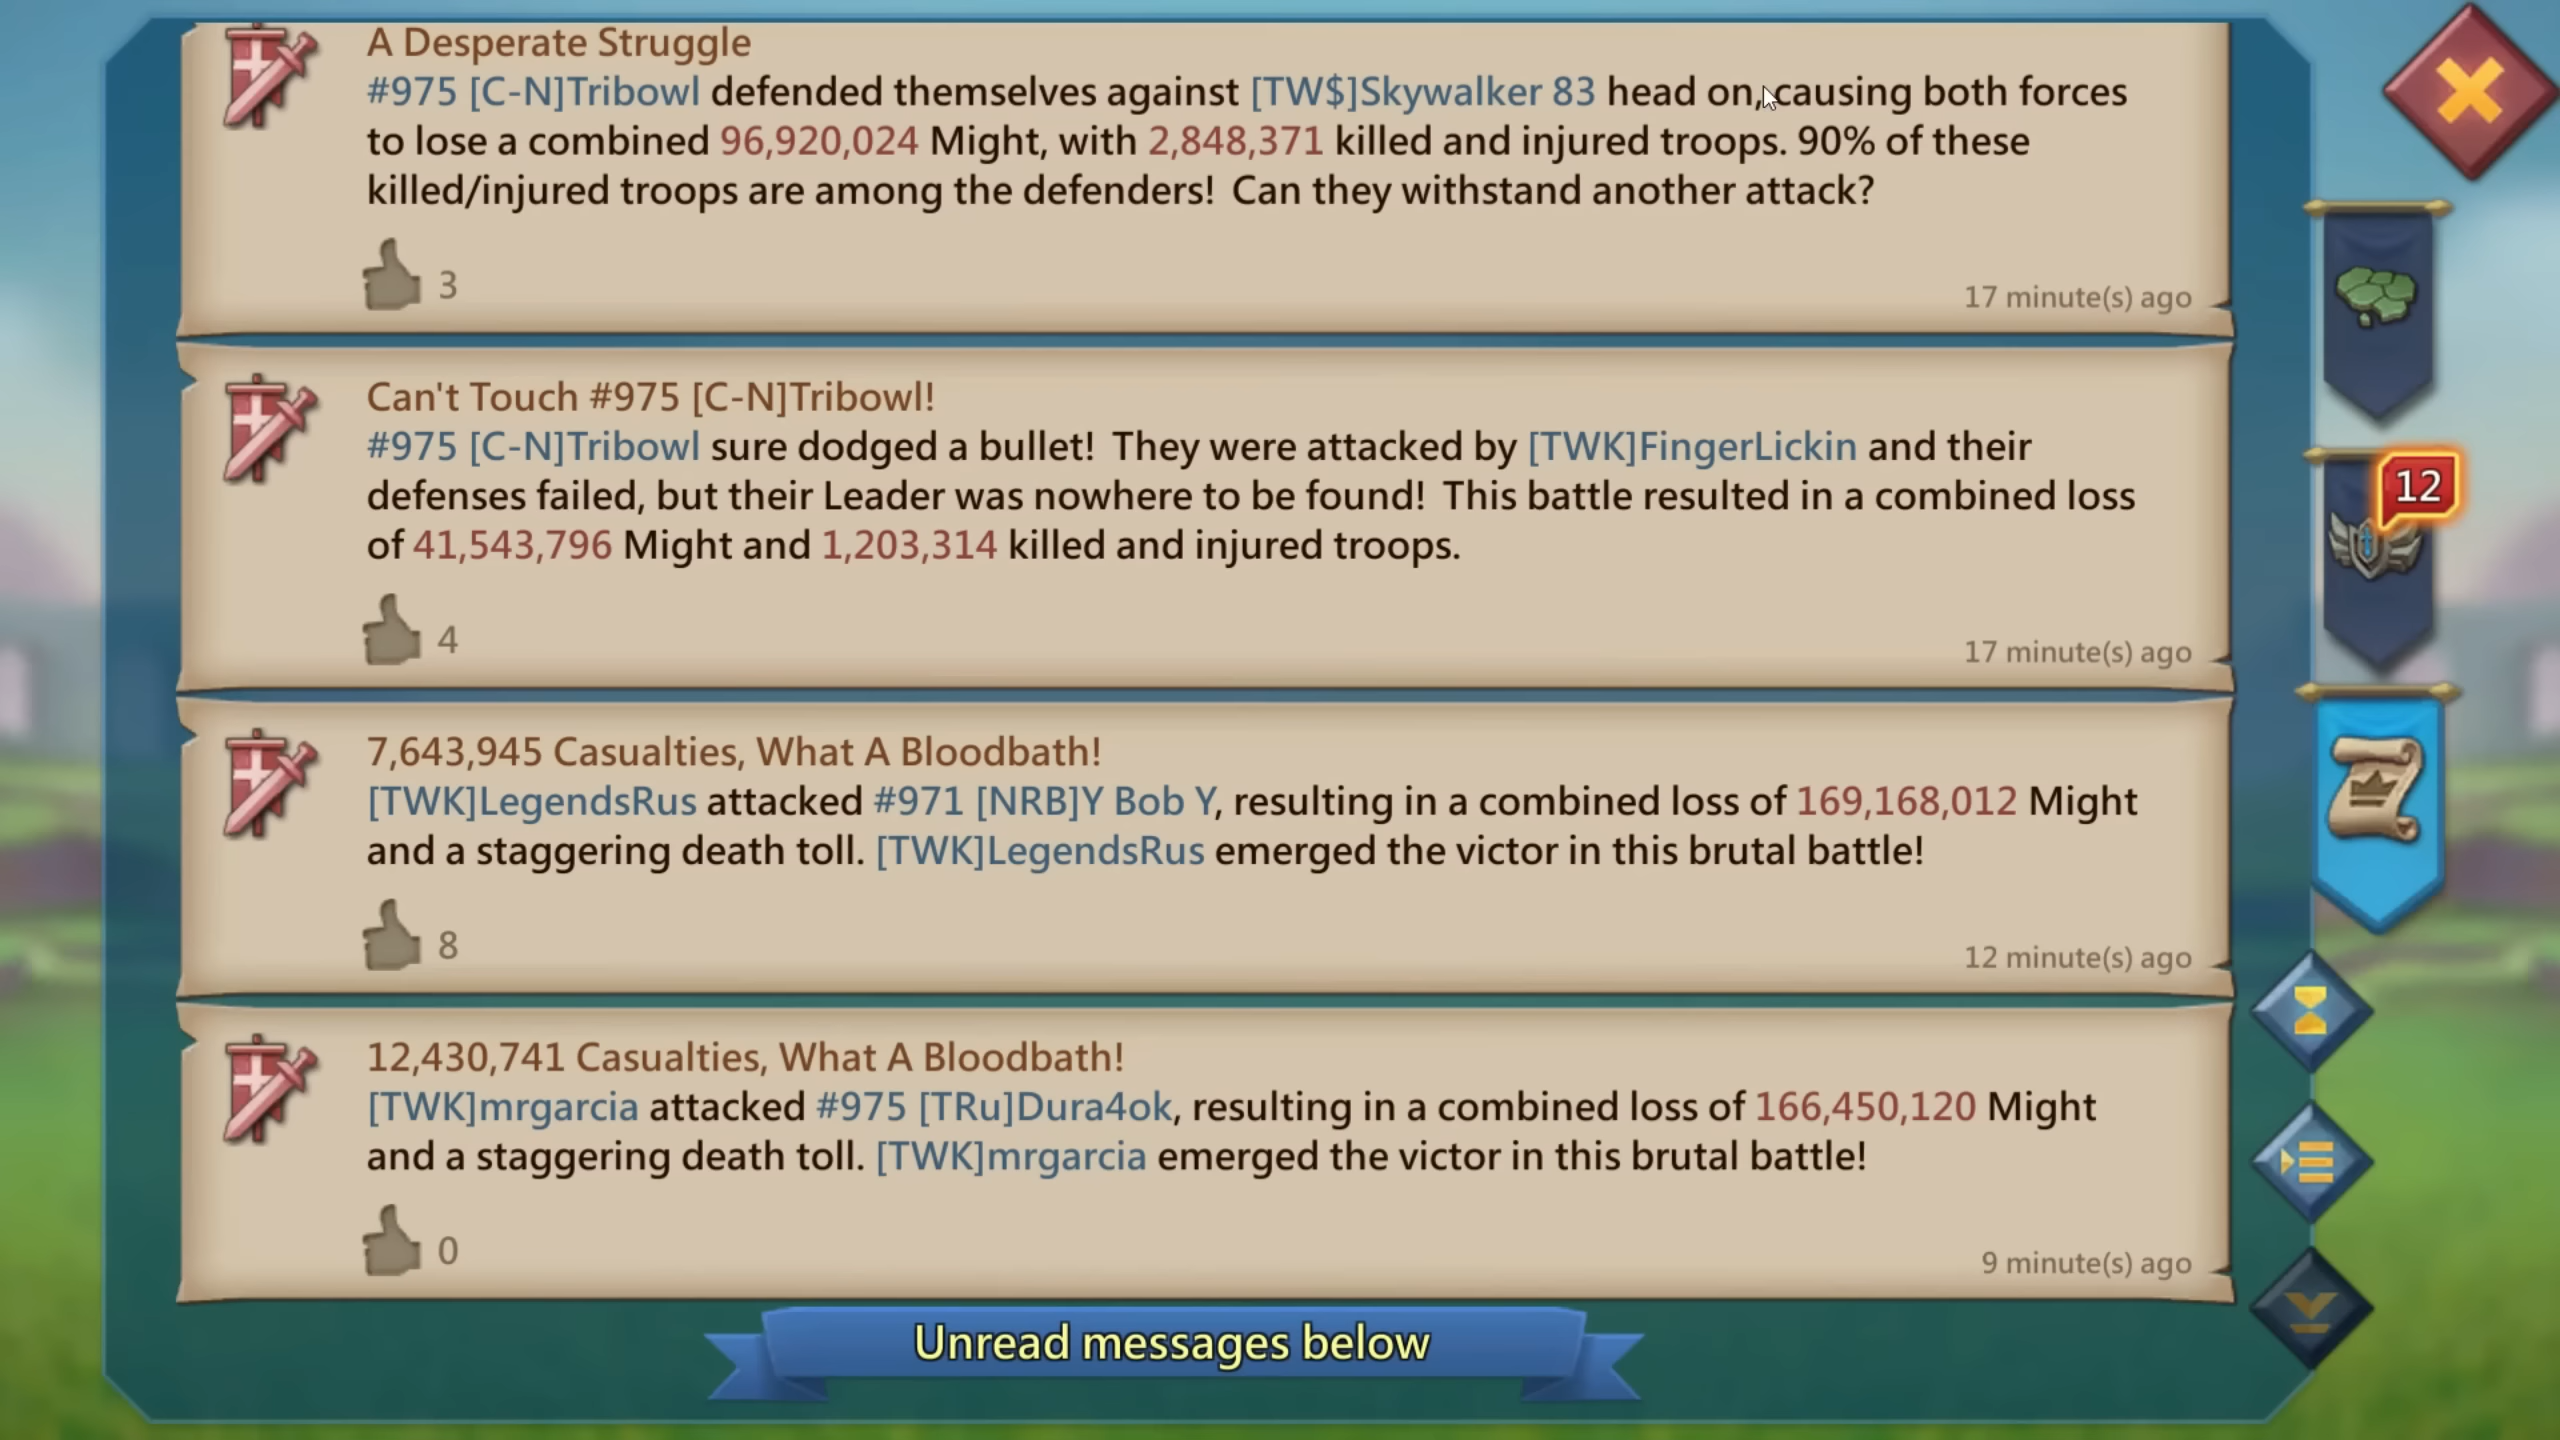 A Desperate Struggle
#975 [C-N]Tribowl defended themselves against [TW$]Skywalker 83 head on, causing both forces
to lose a combined 96,920,024 Might, with 2,848,371 killed and injured troops. 90% of these
killed/injured troops are among the defenders! Can they withstand another attack?
3
17 minute(s) ago
Can't Touch #975 [C-N]Tribowl!
#975 [C-N]Tribowl sure dodged a bullet! They were attacked by [TWK]FingerLickin and their
defenses failed, but their Leader was nowhere to be found! This battle resulted in a combined loss
of 41,543,796 Might and 1,203,314 killed and injured troops.
4
17 minute(s) ago
12
7,643,945 Casualties, What A Bloodbath!
[TWK]LegendsRus attacked #971 [NRB]Y Bob Y, resulting in a combined loss of 169,168,012 Might
and a staggering death toll. [TWK]LegendsRus emerged the victor in this brutal battle!
8
12 minute(s) ago
12,430,741 Casualties, What A Bloodbath!
[TWK]mrgarcia attacked #975 [TRu]Dura4ok, resulting in a combined loss of 166,450,120 Might
and a staggering death toll. [TWK]mrgarcia emerged the victor in this brutal battle!
0
9 minute(s) ago
Unread messages below